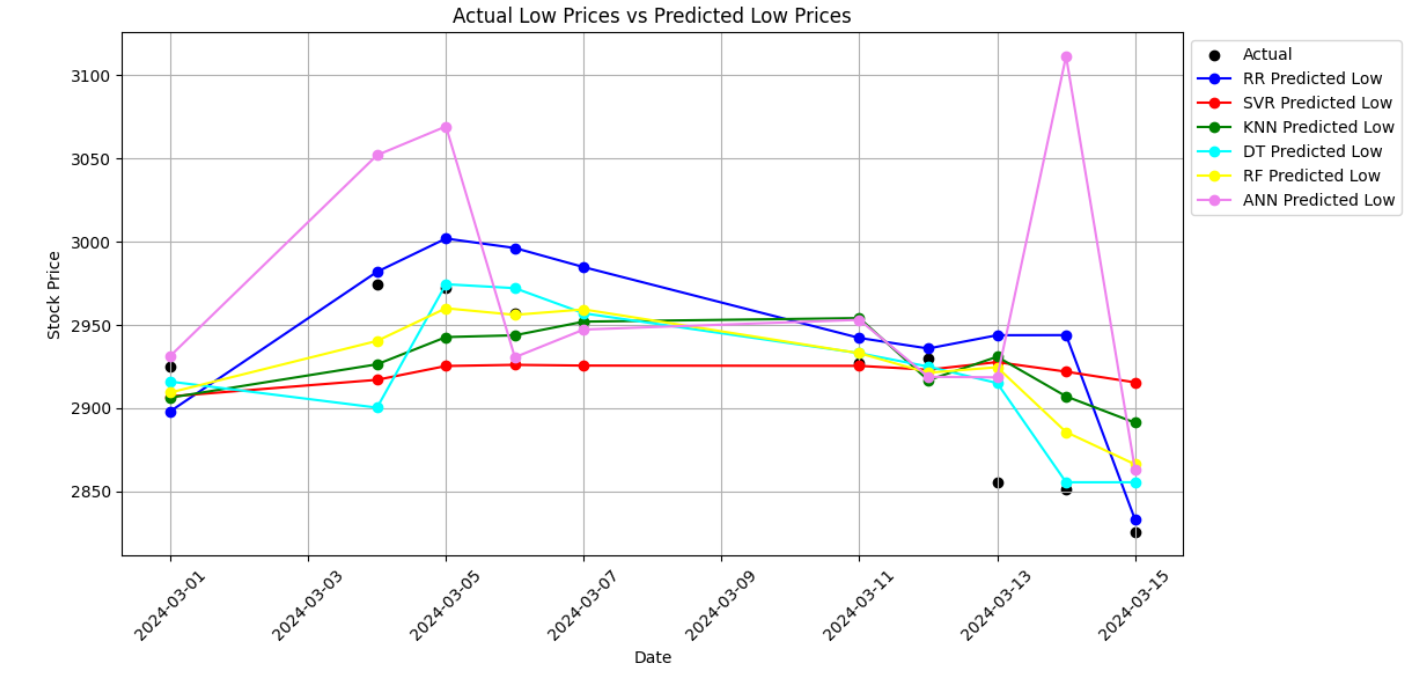 Actual Low Prices vs Predicted Low Prices
Actual
RR Predicted Low
SVR Predicted Low
KNN Predicted Low
DT Predicted Low
RF Predicted Low
ANN Predicted Low
Stock Price
3100
3050
3000
2950
2900
2850
2024-03-01
2024-03-03
2024-03-05
2024-03-07
2024-03-09
2024-03-11
2024-03-13
2024-03-15
Date